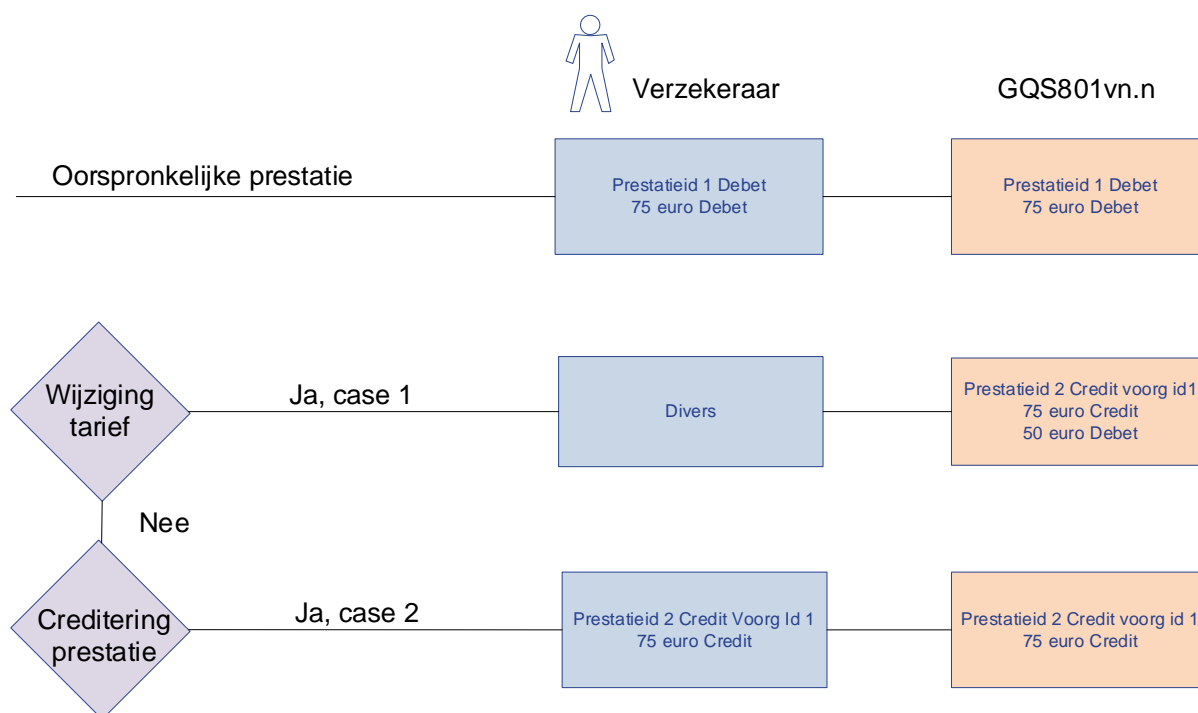 Verzekeraar
GQS801vn.n
Oorspronkelijke prestatie
Prestatieid 1 Debet
75 euro Debet
Prestatieid 1 Debet
75 euro Debet
Wijziging
tarief
Ja, case 1
Divers
Prestatieid 2 Credit voorg id1
75 euro Credit
50 euro Debet
Nee
Creditering
prestatie
Ja, case 2
Prestatieid 2 Credit Voorg Id 1
75 euro Credit
Prestatieid 2 Credit voorg id 1
75 euro Credit